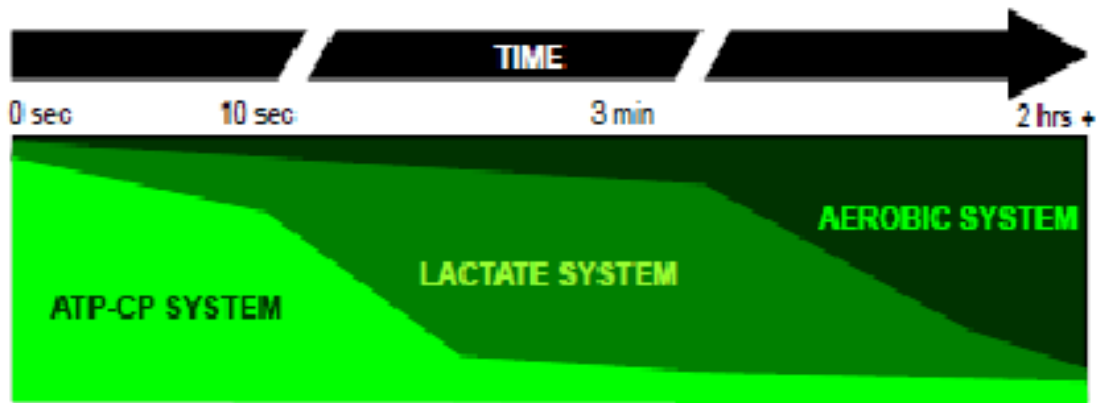 TIME
0 sec 10 sec 3 min 2 hrs +
AEROBIC SYSTEM
LACTATE SYSTEM
ATP-CP SYSTEM